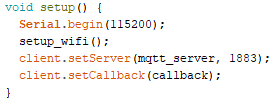 void setup() {
  Serial.begin(115200);
  setup_wifi();
  client.setServer(mqtt_server, 1883);
  client.setCallback(callback);
}